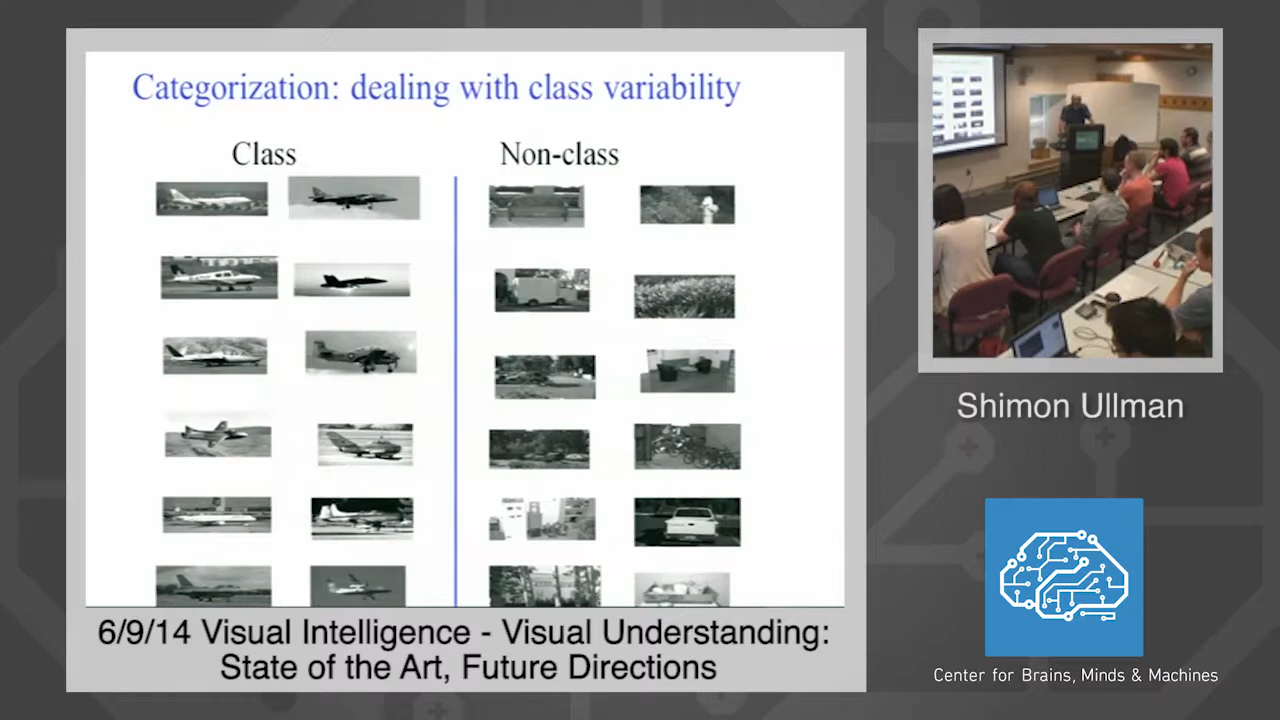 Categorization: dealing with class variability
Class
Non-class
6/9/14 Visual Intelligence - Visual Understanding:
State of the Art, Future Directions
Shimon Ullman
Center for Brains, Minds & Machines